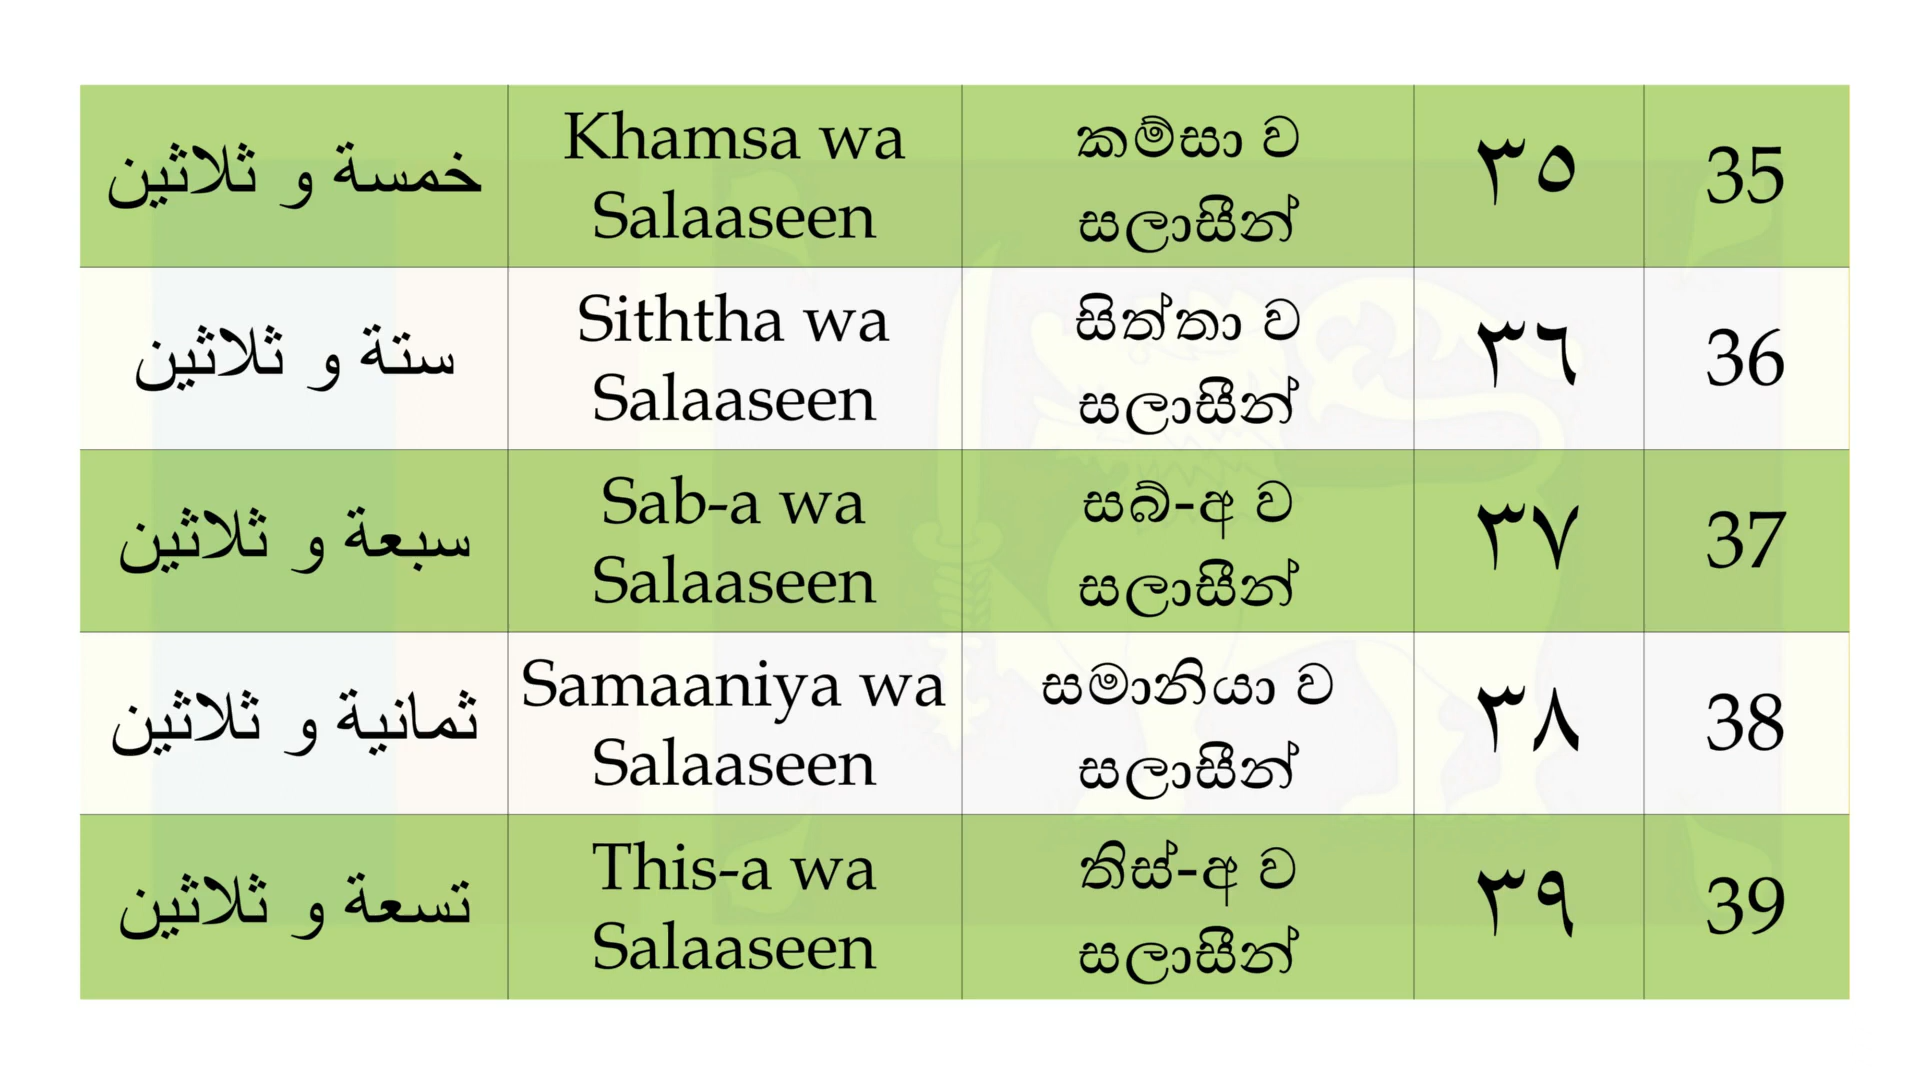 خمسة و ثلاثين
Khamsa wa
Salaaseen
කම්සා ව
සලාසීන්
٣٥
35
ستة و ثلاثين
Siththa wa
Salaaseen
සිත්තා ව
සලාසීන්
٣٦
36
سبعة و ثلاثين
Sab-a wa
Salaaseen
සබ්-අ ව
සලාසීන්
٣٧
37
ثمانية و ثلاثين
Samaaniya wa
Salaaseen
සමානියා ව
සලාසීන්
٣٨
38
تسعة و ثلاثين
This-a wa
Salaaseen
තිස්-අ ව
සලාසීන්
٣٩
39